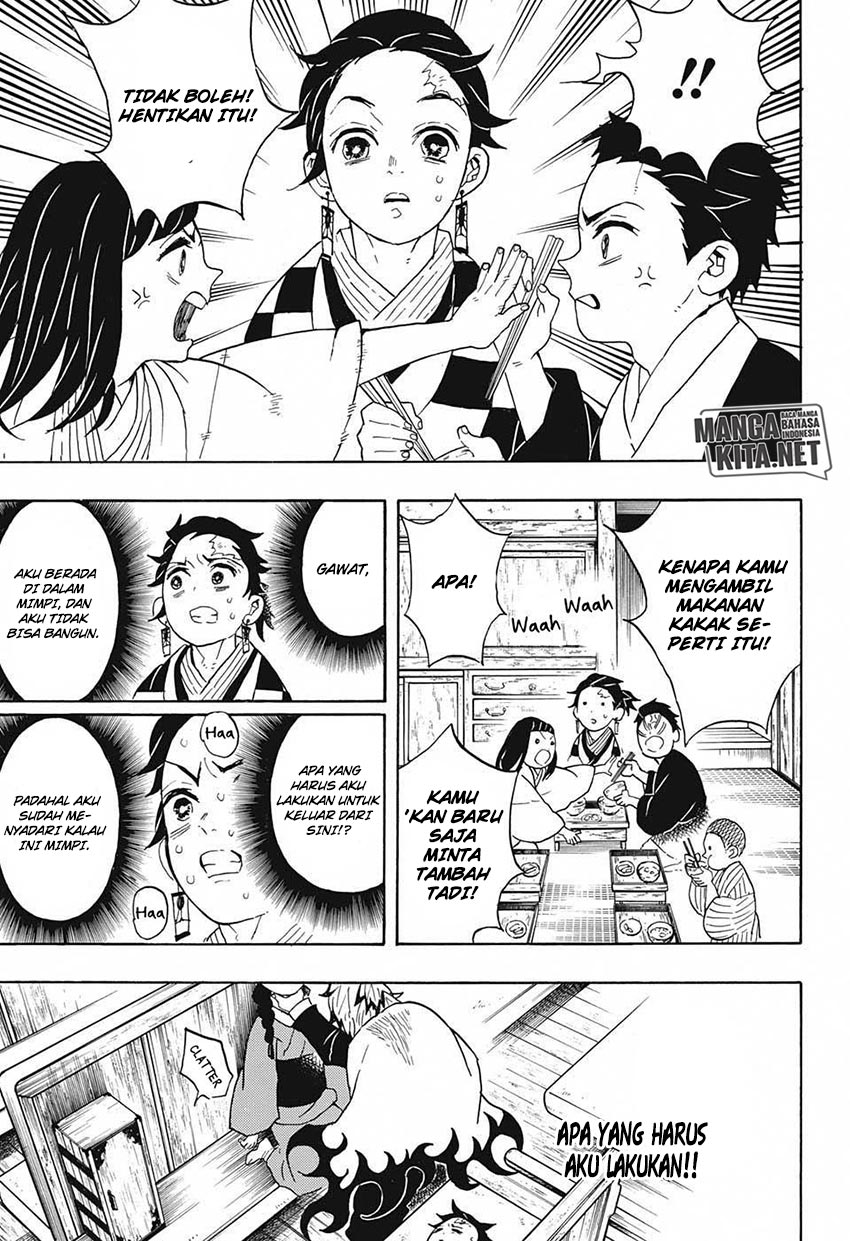 !!
TIDAK BOLEH!
HENTIKAN ITU!
MANGA
KITA.NET
BACA MANGA
BAHASA
INDONESIA
KENAPA KAMU
MENGAMBIL
MAKANAN
KAKAK SE-
PERTI ITU!
APA!
Waah
Waah
KAMU
'KAN BARU
SAJA
MINTA
TAMBAH
TADI!
GAWAT,
AKU BERADA
DI DALAM
MIMPI, DAN
AKU TIDAK
BISA BANGUN.
Haa
APA YANG
HARUS AKU
LAKUKAN UNTUK
KELUAR DARI
SINI!?
PADAHAL AKU
SUDAH ME-
NYADARI KALAU
INI MIMPI.
Haa
CLATTER
APA YANG HARUS
AKU LAKUKAN!!